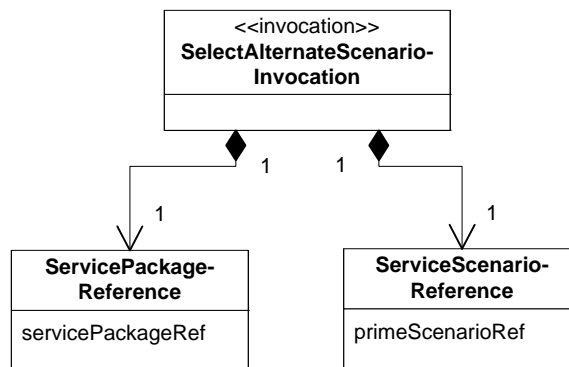 <<invocation>>
SelectAlternateScenario-
Invocation
1
1
1
1
ServicePackage-
Reference
servicePackageRef
ServiceScenario-
Reference
primeScenarioRef